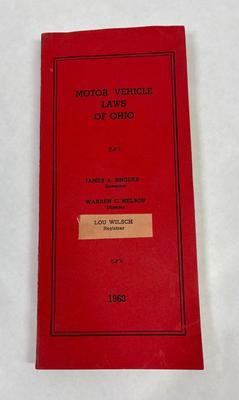 MOTOR VEHICLE
LAWS
OF OHIO
JAMES A. RHODES
Governor
WARREN C. NELSON
Director
LOU WILSCH
Registrar
1963